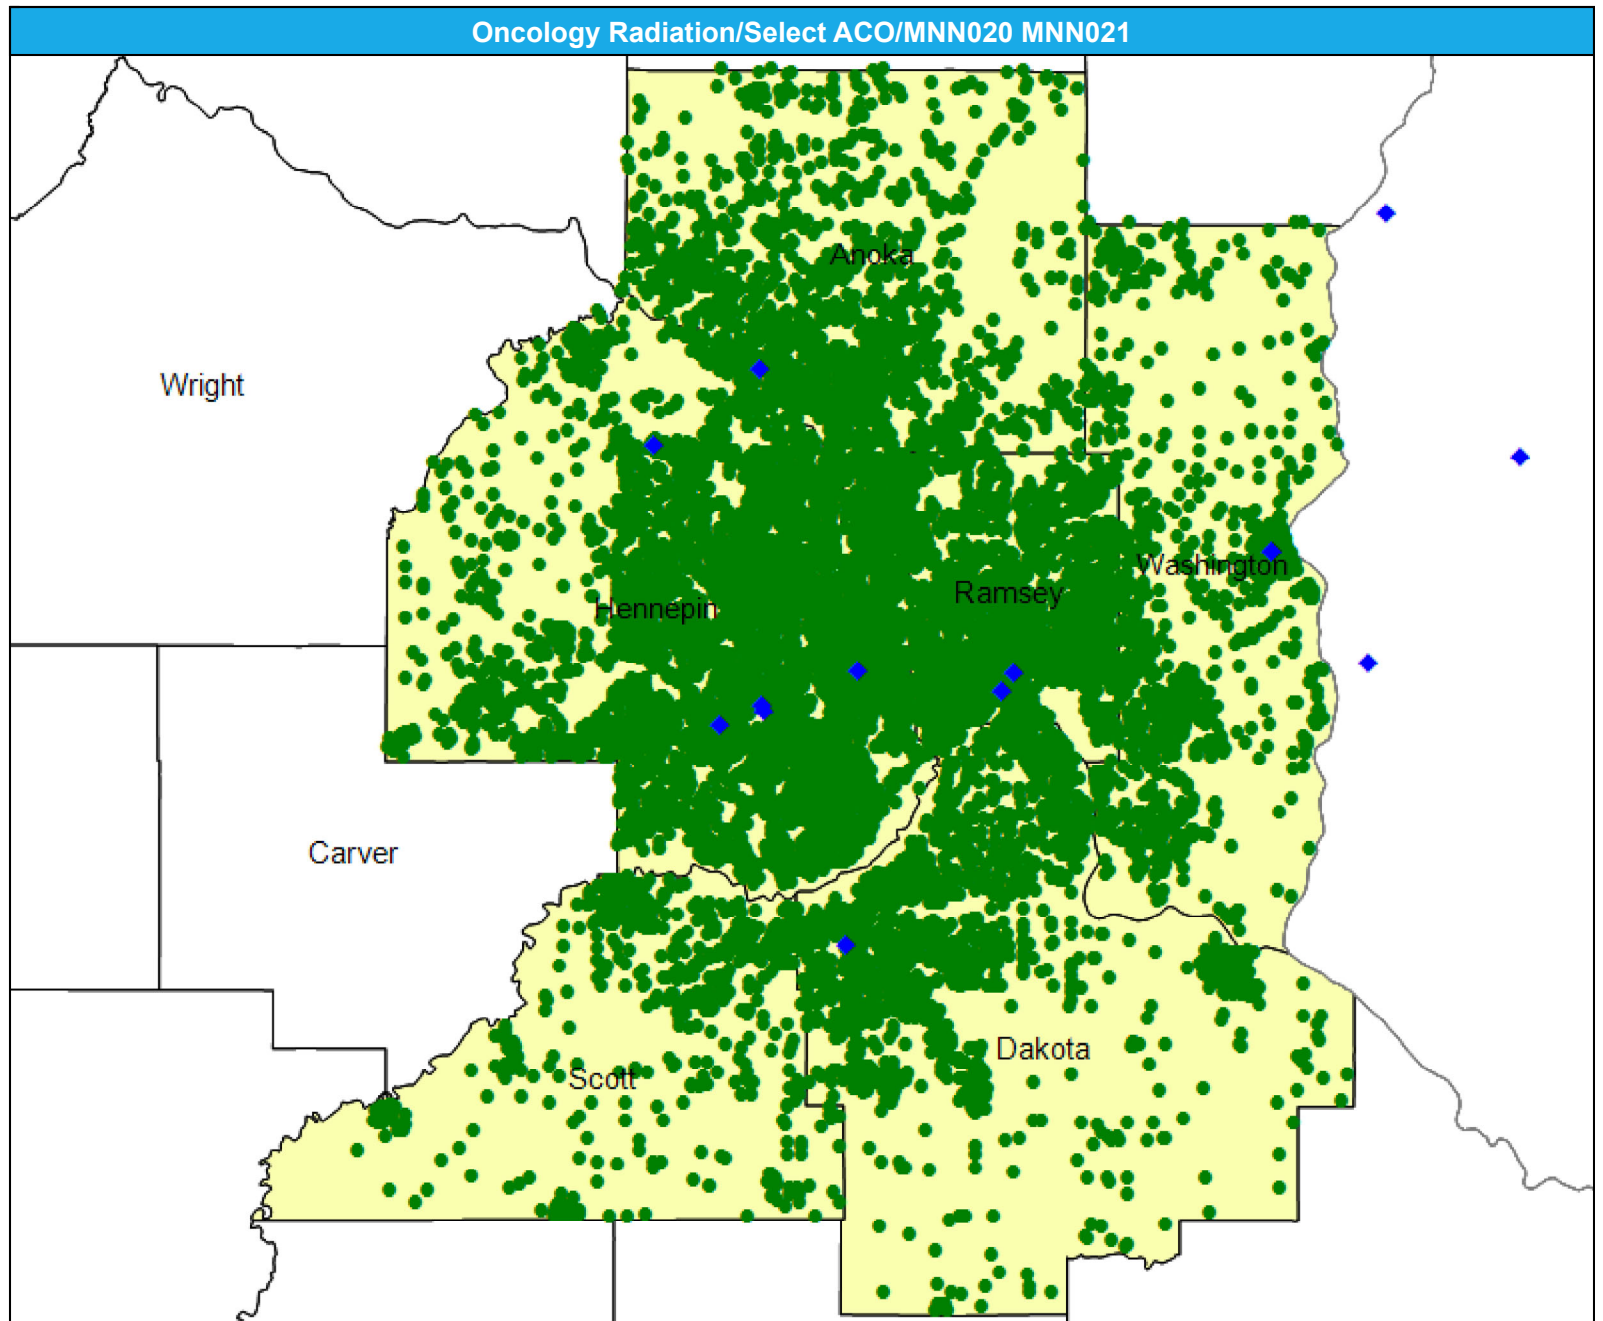 Oncology Radiation/Select ACO/MNN020 MNN021
Anoka
Wright
Washington
Ramsey
Hennepin
Carver
Dakota
Scott